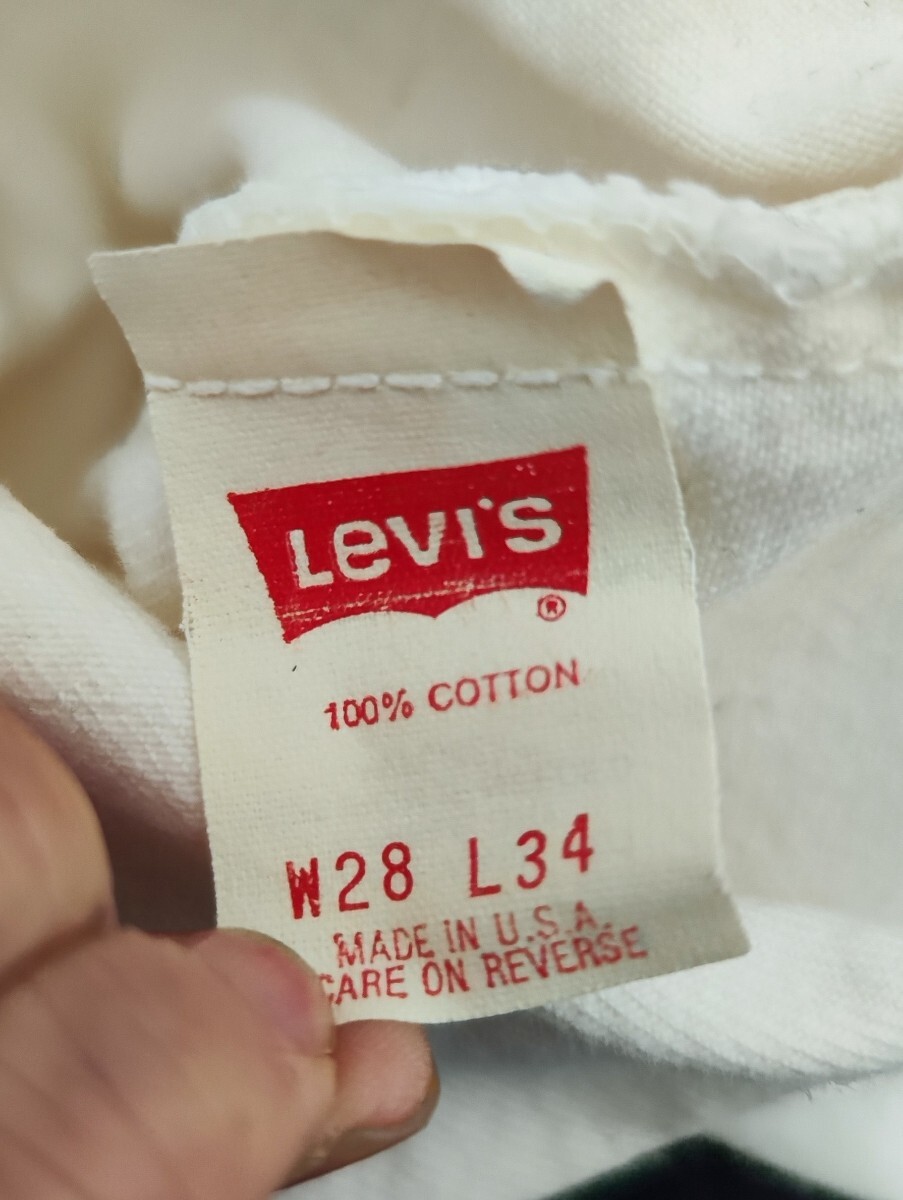 Levi's
®
100% COTTON
W28 L34
MADE IN U.S.A.
CARE ON REVERSE